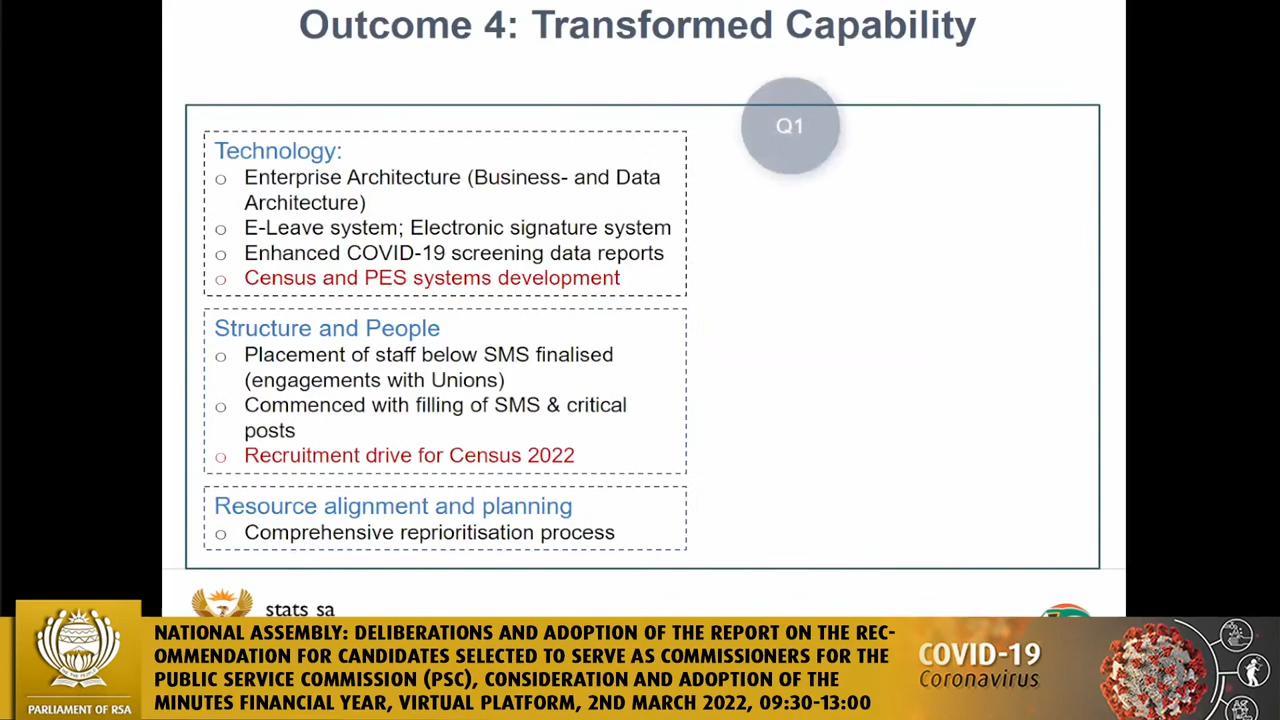 Outcome 4: Transformed Capability
Q1
Technology:
o Enterprise Architecture (Business- and Data
Architecture)
o E-Leave system; Electronic signature system
o Enhanced COVID-19 screening data reports
o Census and PES systems development
Structure and People
o Placement of staff below SMS finalised
(engagements with Unions)
o Commenced with filling of SMS & critical
posts
o Recruitment drive for Census 2022
Resource alignment and planning
o Comprehensive reprioritisation process
stats sa
PARLIAMENT OF RSA
NATIONAL ASSEMBLY: DELIBERATIONS AND ADOPTION OF THE REPORT ON THE REC-
OMMENDATION FOR CANDIDATES SELECTED TO SERVE AS COMMISSIONERS FOR THE
PUBLIC SERVICE COMMISSION (PSC), CONSIDERATION AND ADOPTION OF THE
MINUTES FINANCIAL YEAR, VIRTUAL PLATFORM, 2ND MARCH 2022, 09:30-13:00
COVID-19
Coronavirus